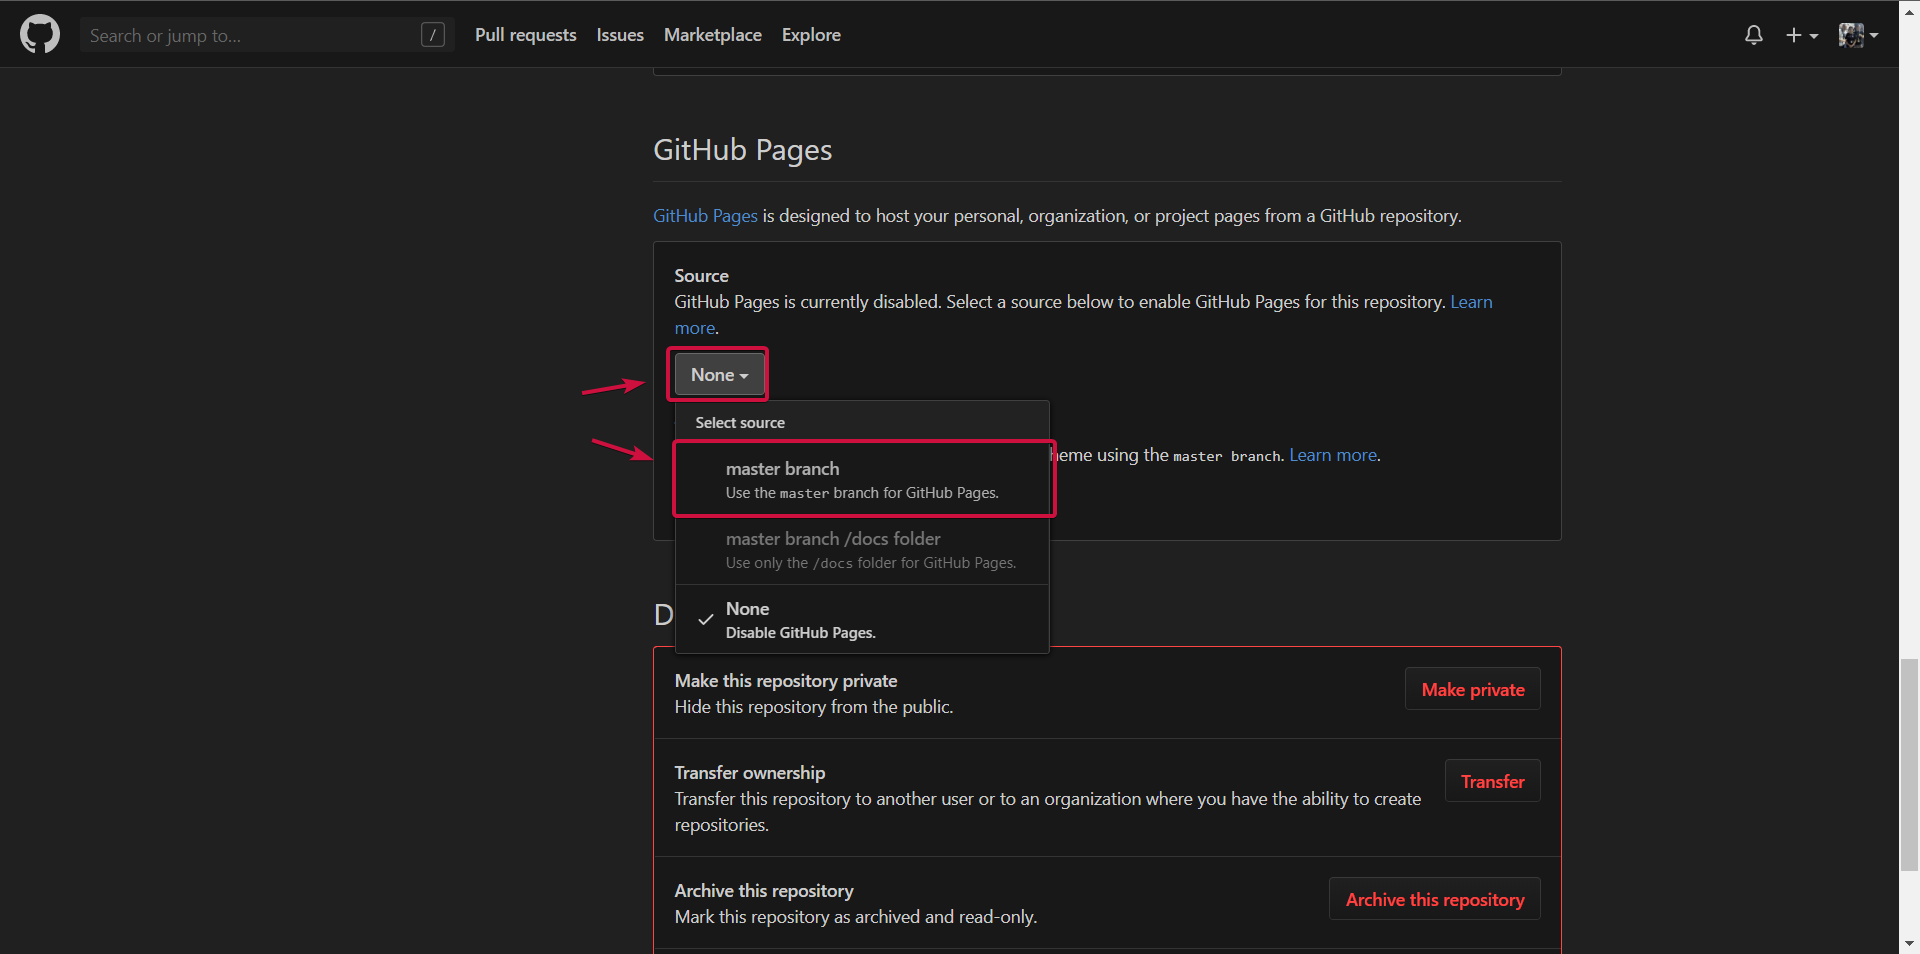 Search or jump to... /
Pull requests Issues Marketplace Explore
GitHub Pages
GitHub Pages is designed to host your personal, organization, or project pages from a GitHub repository.
Source
GitHub Pages is currently disabled. Select a source below to enable GitHub Pages for this repository. Learn
more.
None
Select source
master branch
Use the master branch for GitHub Pages.
heme using the master branch. Learn more.
master branch /docs folder
Use only the /docs folder for GitHub Pages.
None
Disable GitHub Pages.
D
Make this repository private
Hide this repository from the public.
Make private
Transfer ownership
Transfer this repository to another user or to an organization where you have the ability to create
repositories.
Transfer
Archive this repository
Mark this repository as archived and read-only.
Archive this repository